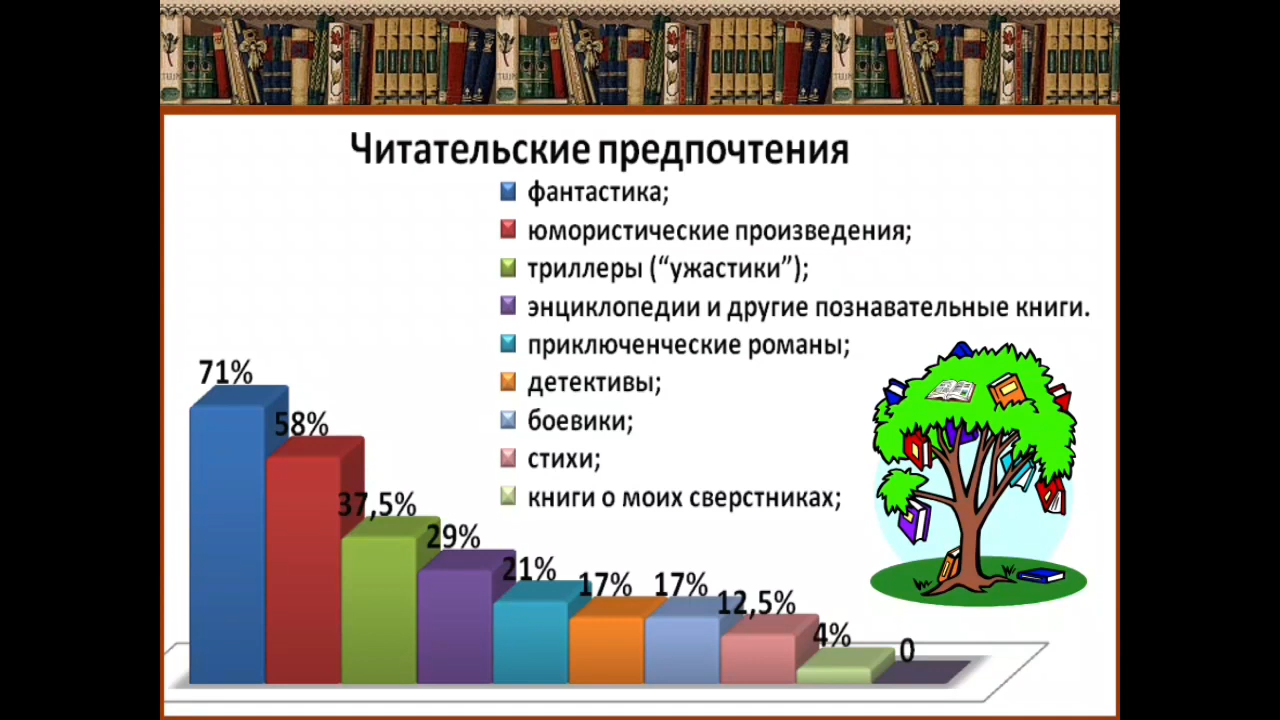 Читательские предпочтения
фантастика;
юмористические произведения;
триллеры (“ужастики”);
энциклопедии и другие познавательные книги.
приключенческие романы;
детективы;
боевики;
стихи;
книги о моих сверстниках;
71%
58%
37,5%
29%
21%
17%
17%
12,5%
4%
0